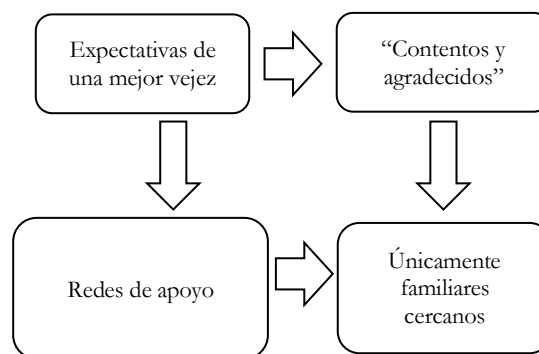 Expectativas de
una mejor vejez
“Contentos y
agradecidos”
Redes de apoyo
Únicamente
familiares
cercanos